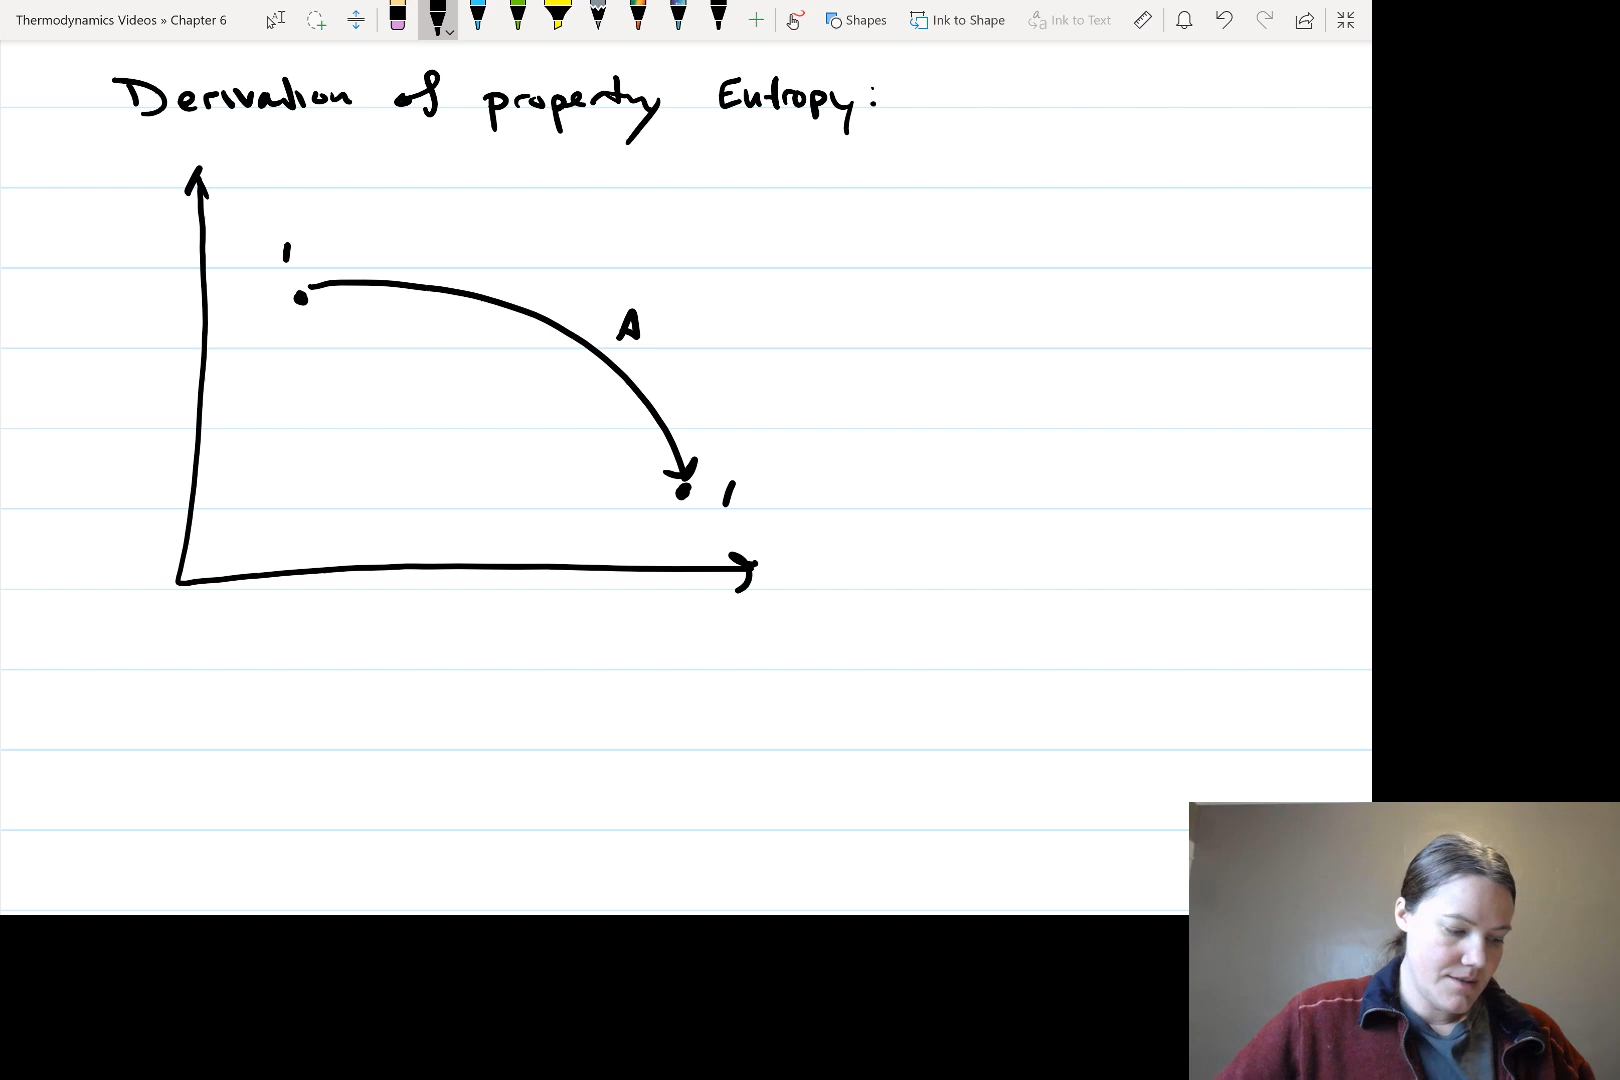 Thermodynamics Videos » Chapter 6
Shapes
Ink to Shape
Ink to Text
Derivation of property Entropy:
1
A
1